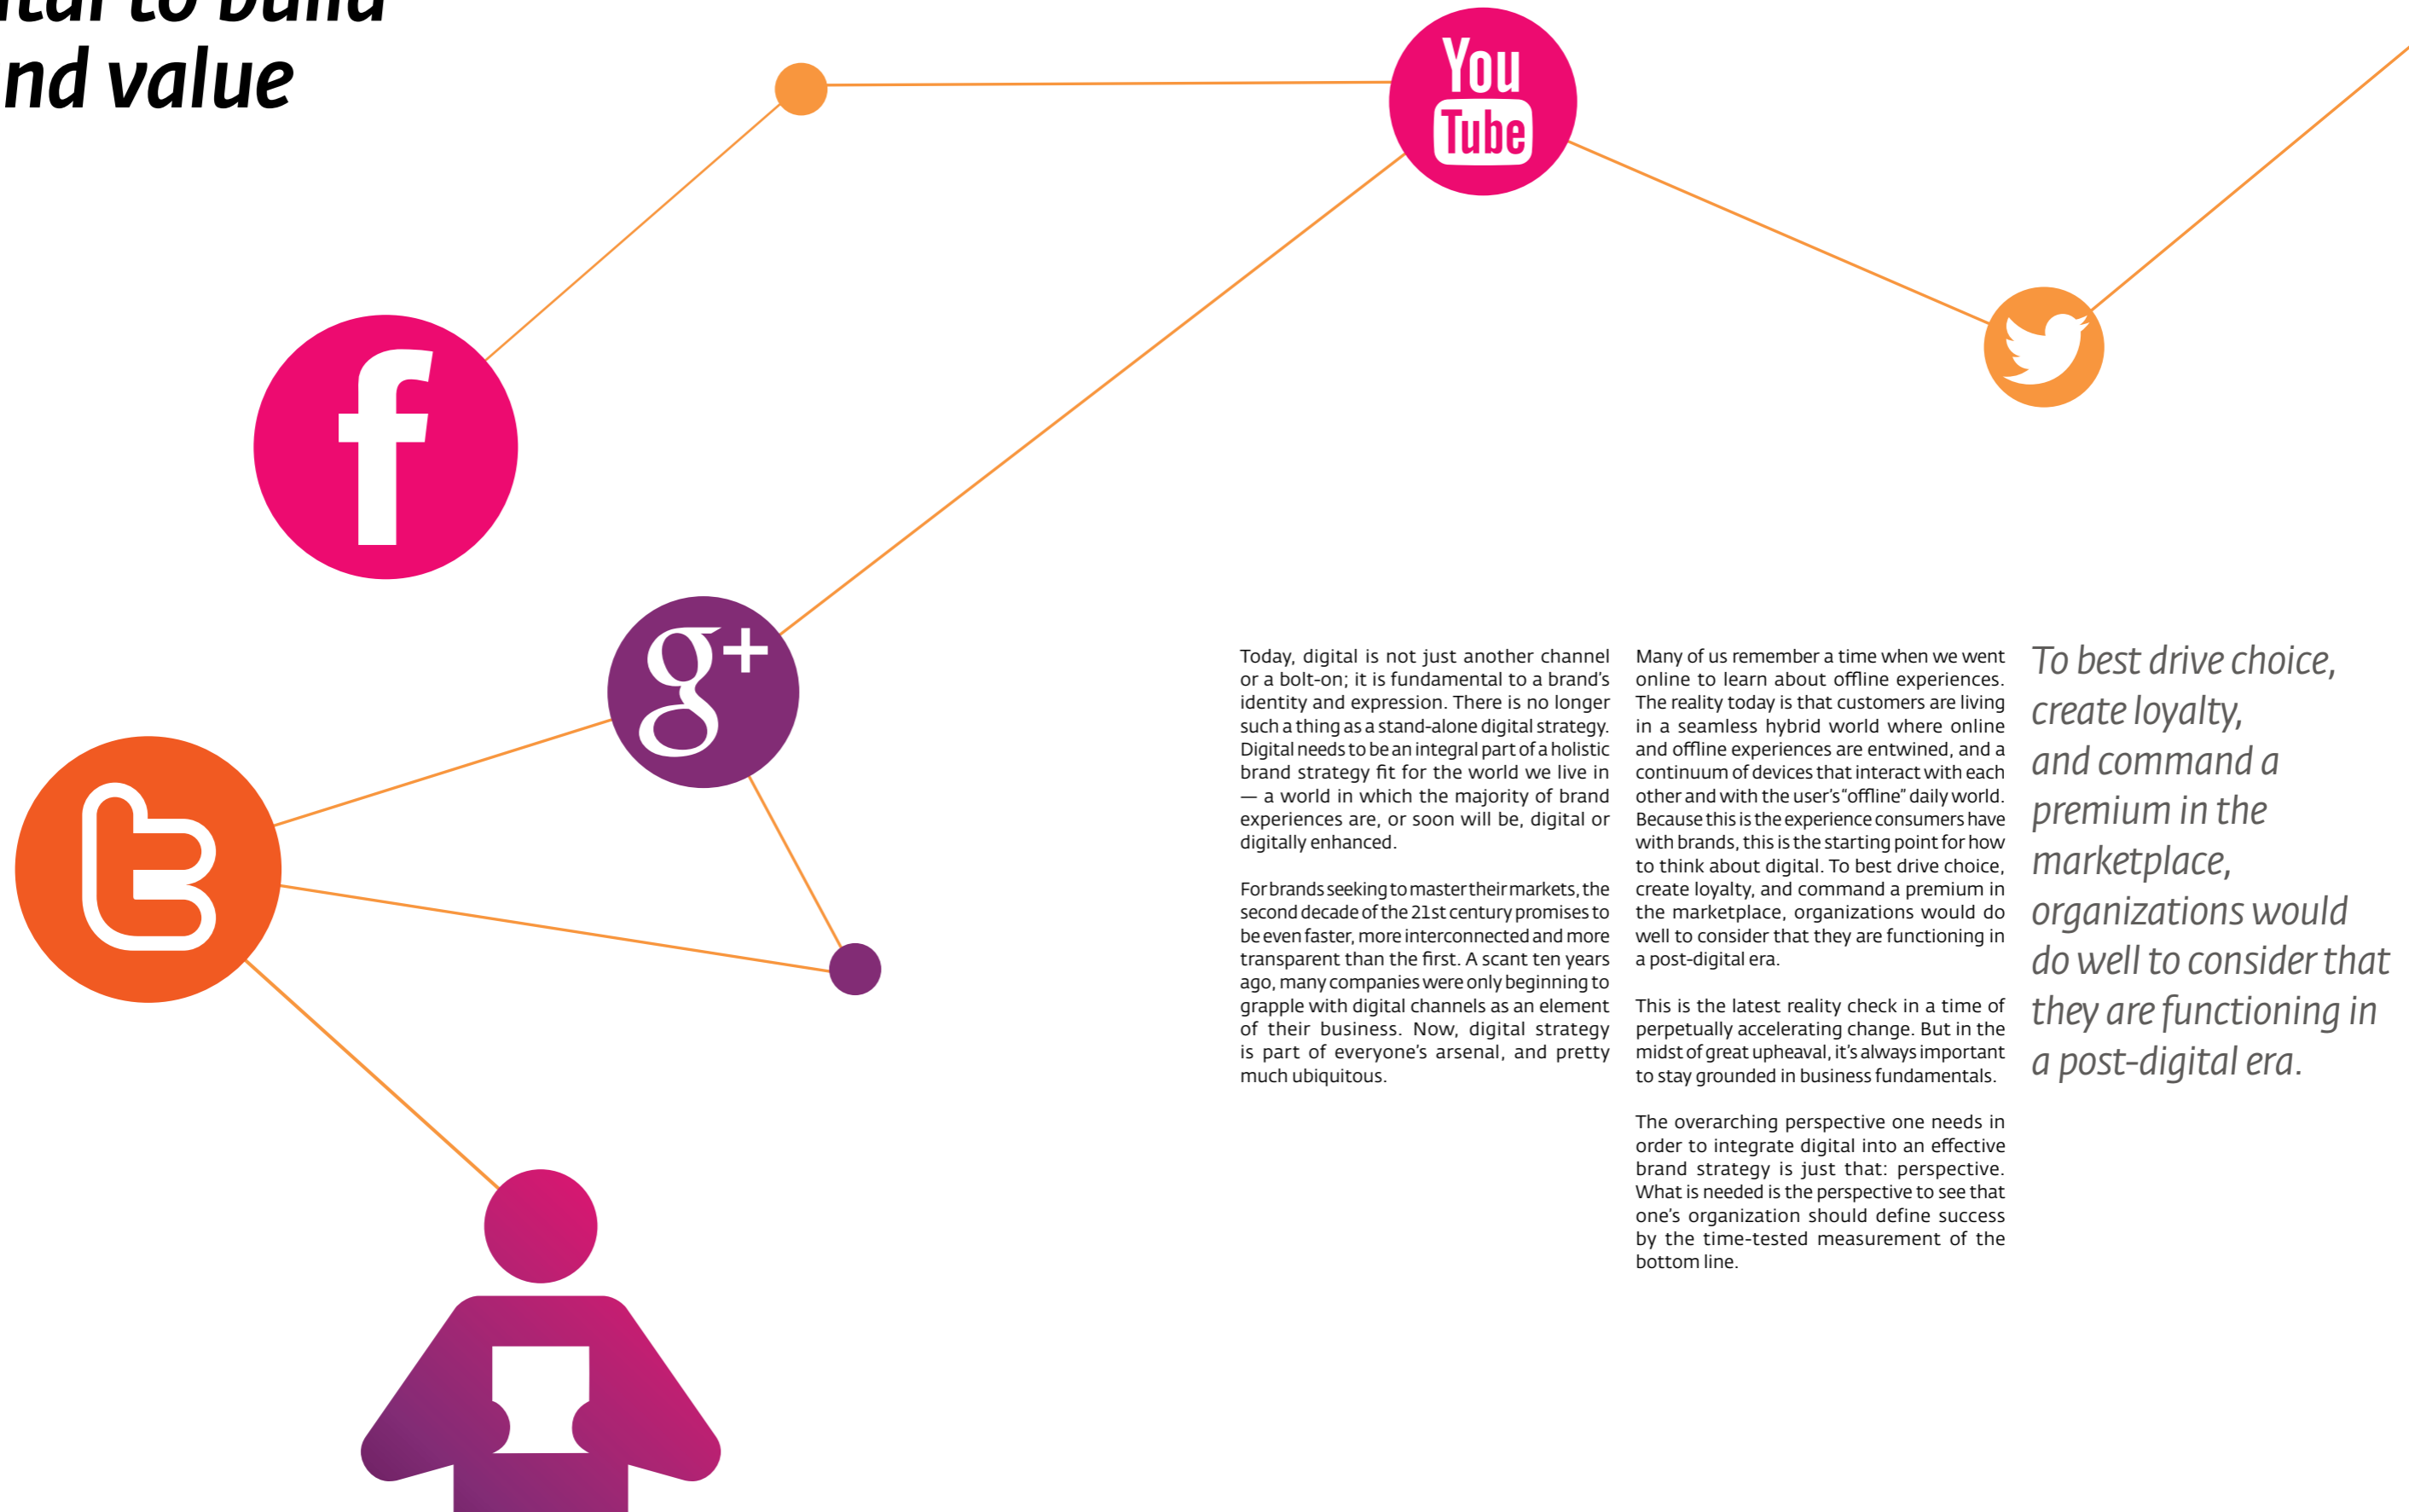 to build
nd value
You
Tube
f
g+
t
Today, digital is not just another channel
or a bolt-on; it is fundamental to a brand's
identity and expression. There is no longer
such a thing as a stand-alone digital strategy.
Digital needs to be an integral part of a holistic
brand strategy fit for the world we live in
— a world in which the majority of brand
experiences are, or soon will be, digital or
digitally enhanced.
For brands seeking to master their markets, the
second decade of the 21st century promises to
be even faster, more interconnected and more
transparent than the first. A scant ten years
ago, many companies were only beginning to
grapple with digital channels as an element
of their business. Now, digital strategy
is part of everyone's arsenal, and pretty
much ubiquitous.
Many of us remember a time when we went
online to learn about offline experiences.
The reality today is that customers are living
in a seamless hybrid world where online
and offline experiences are entwined, and a
continuum of devices that interact with each
other and with the user's "offline" daily world.
Because this is the experience consumers have
with brands, this is the starting point for how
to think about digital. To best drive choice,
create loyalty, and command a premium in
the marketplace, organizations would do
well to consider that they are functioning in
a post-digital era.
This is the latest reality check in a time of
perpetually accelerating change. But in the
midst of great upheaval, it's always important
to stay grounded in business fundamentals.
The overarching perspective one needs in
order to integrate digital into an effective
brand strategy is just that: perspective.
What is needed is the perspective to see that
one's organization should define success
by the time-tested measurement of the
bottom line.
To best drive choice,
create loyalty,
and command a
premium in the
marketplace,
organizations would
do well to consider that
they are functioning in
a post-digital era.